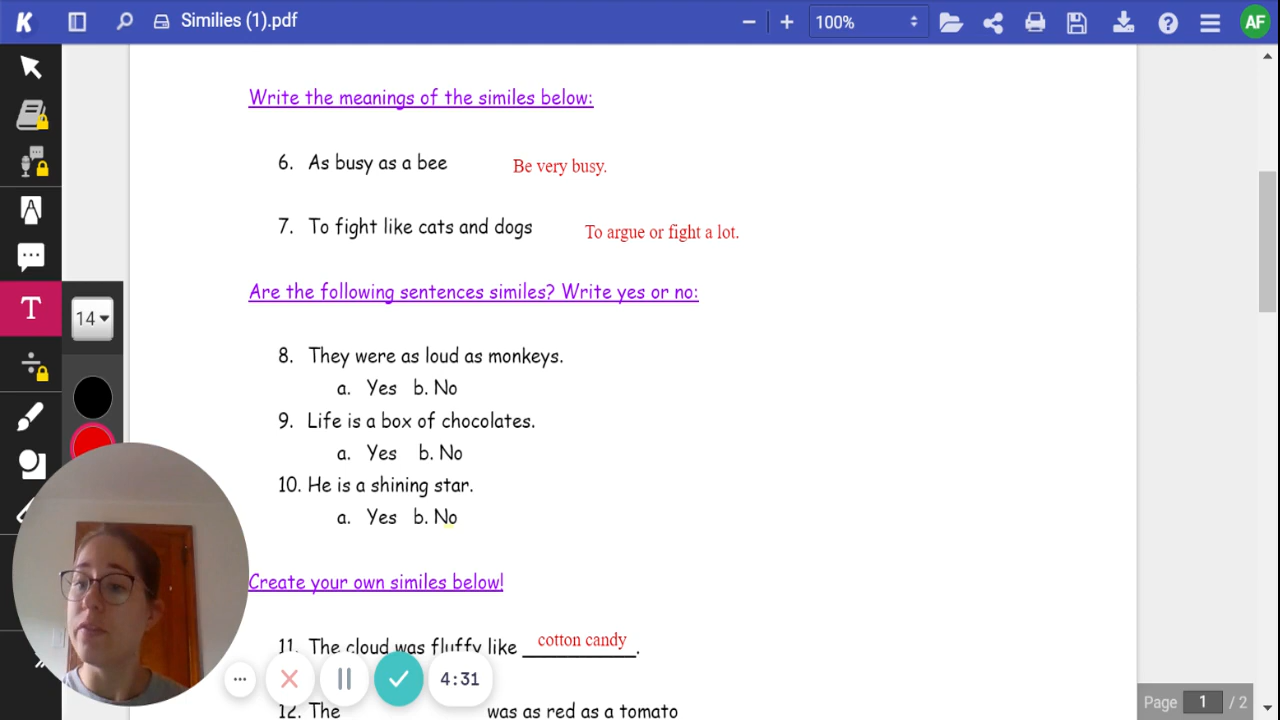 K Similies (1).pdf 100% AF
Write the meanings of the similes below:
6. As busy as a bee Be very busy.
7. To fight like cats and dogs To argue or fight a lot.
Are the following sentences similes? Write yes or no:
T 14
8. They were as loud as monkeys.
a. Yes b. No
9. Life is a box of chocolates.
a. Yes b. No
10. He is a shining star.
a. Yes b. No
Create your own similes below!
11. The cloud was fluffy like cotton candy.
4:31
12. The was as red as a tomato
Page 1 / 2